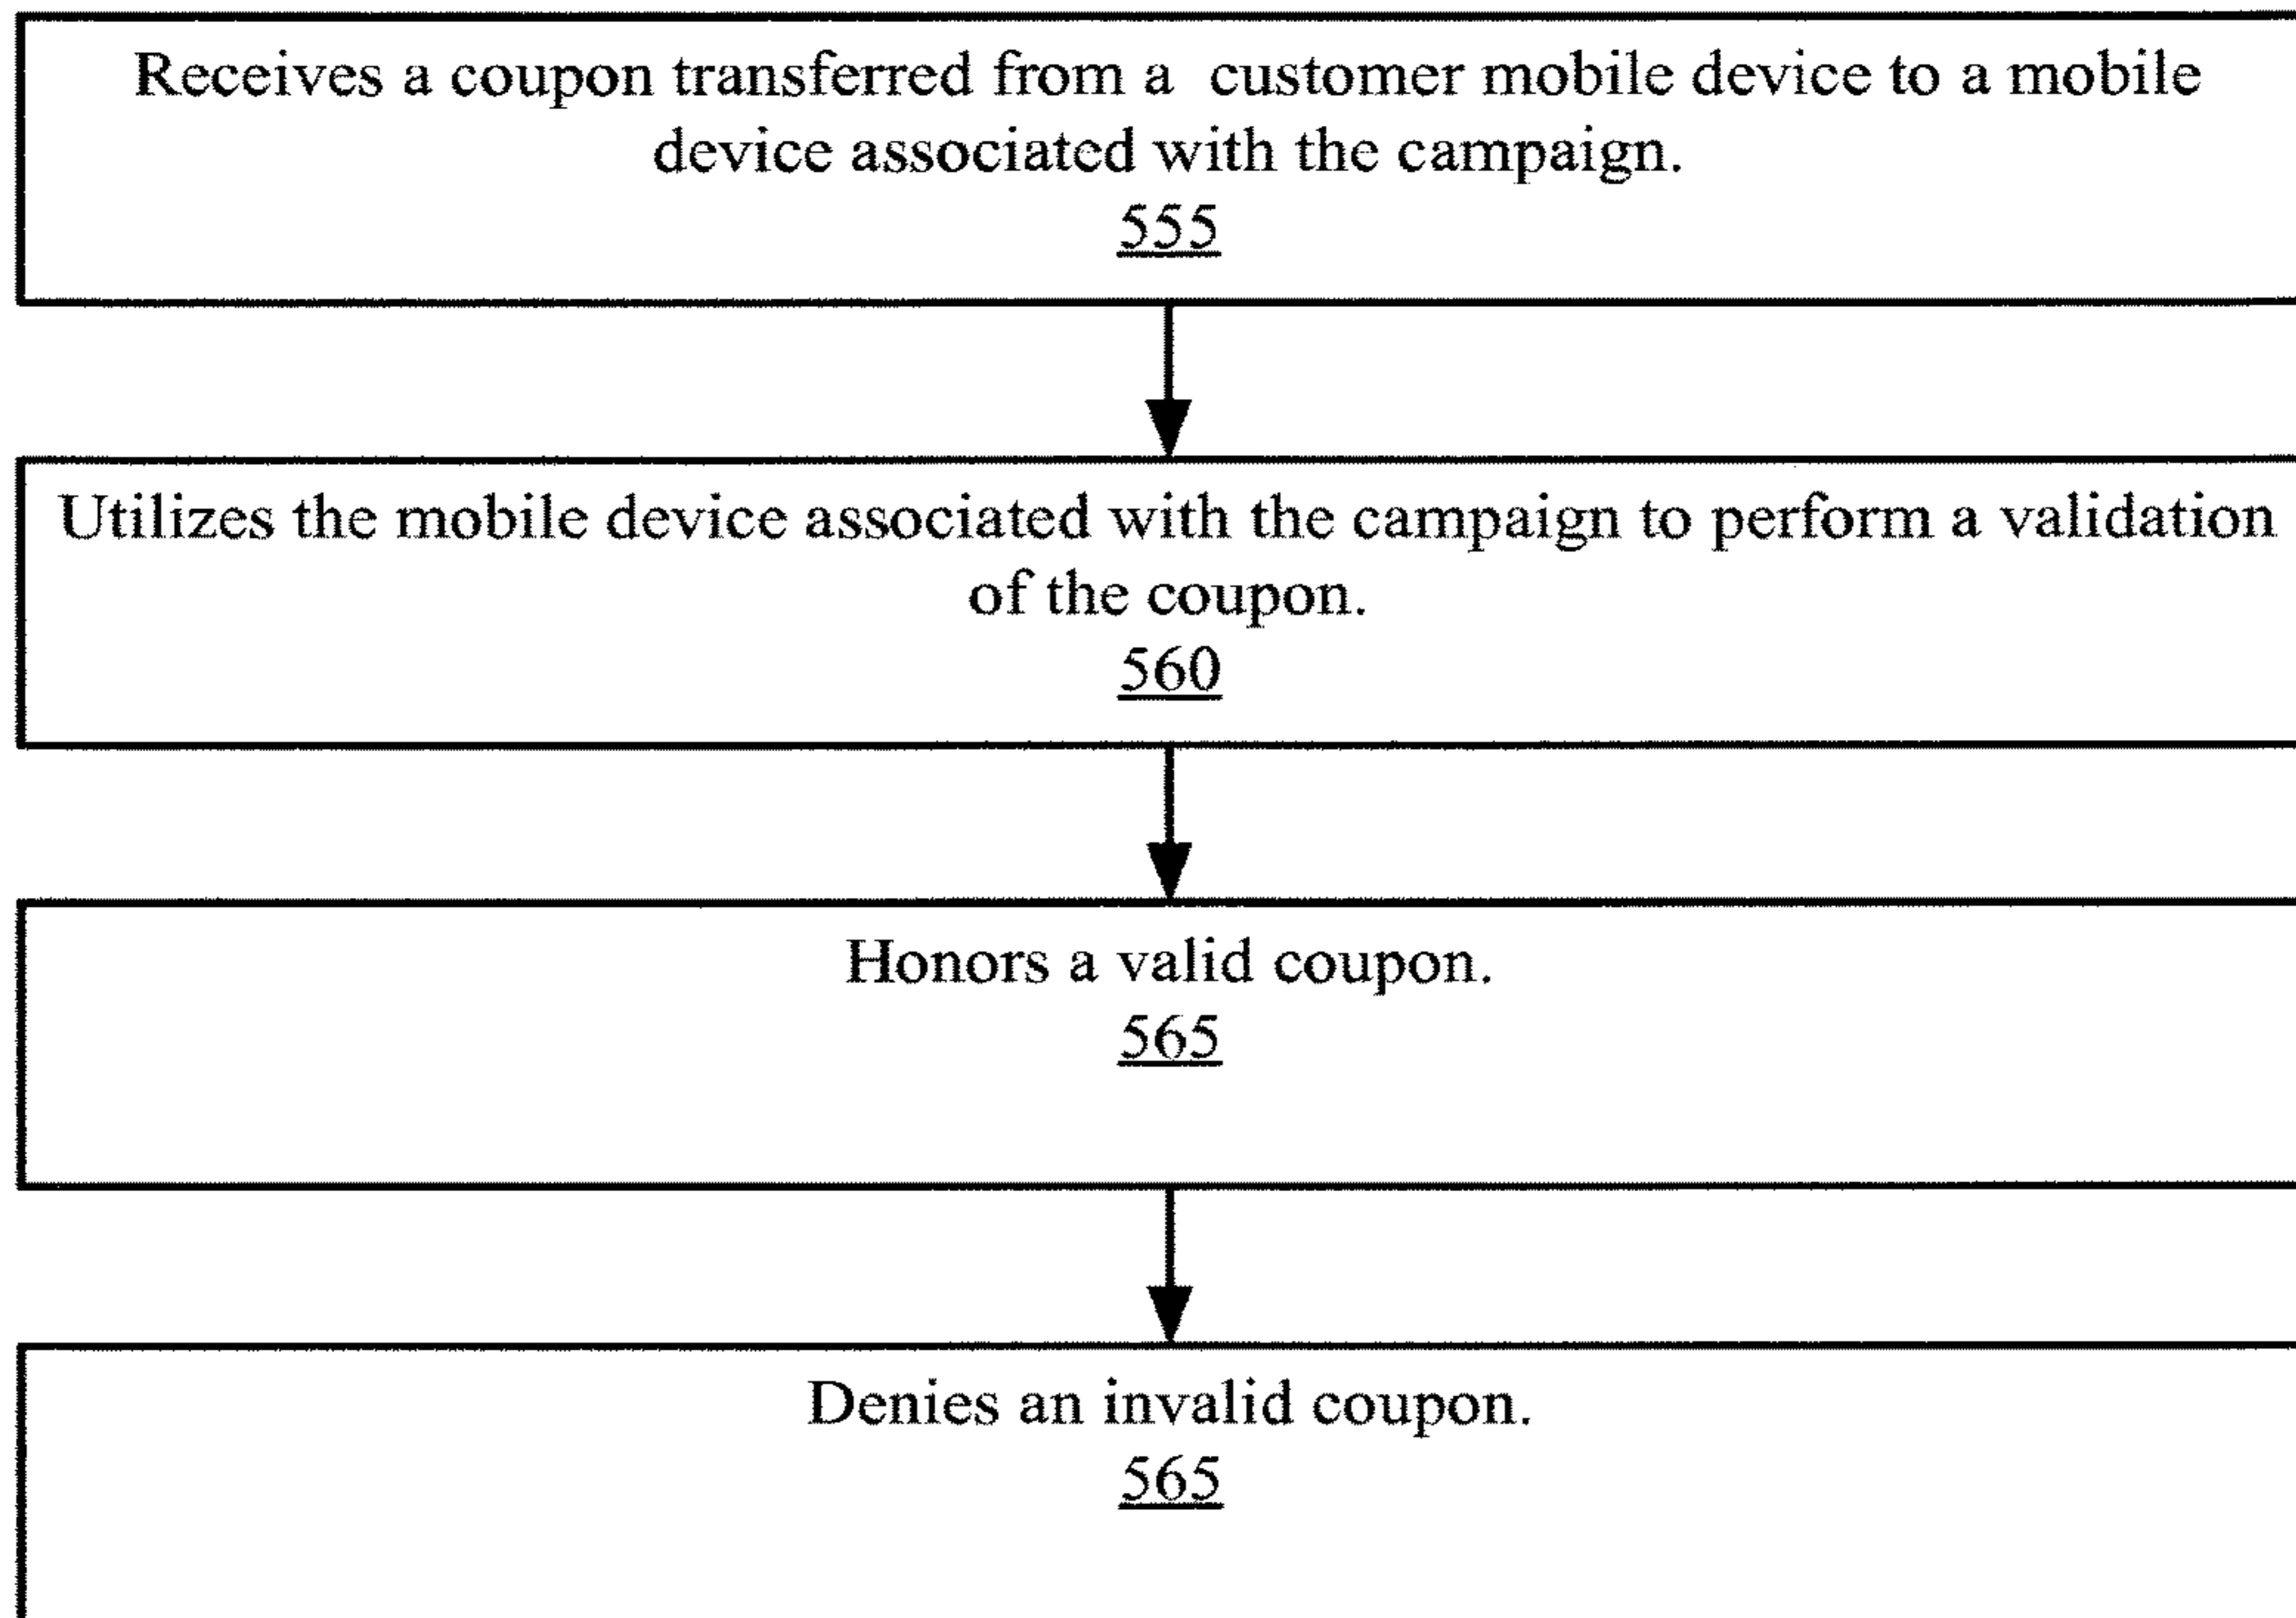 Receives a coupon transferred from a customer mobile device to a mobile
device associated with the campaign.
555
Utilizes the mobile device associated with the campaign to perform a validation
of the coupon.
560
Honors a valid coupon.
565
Denies an invalid coupon.
565